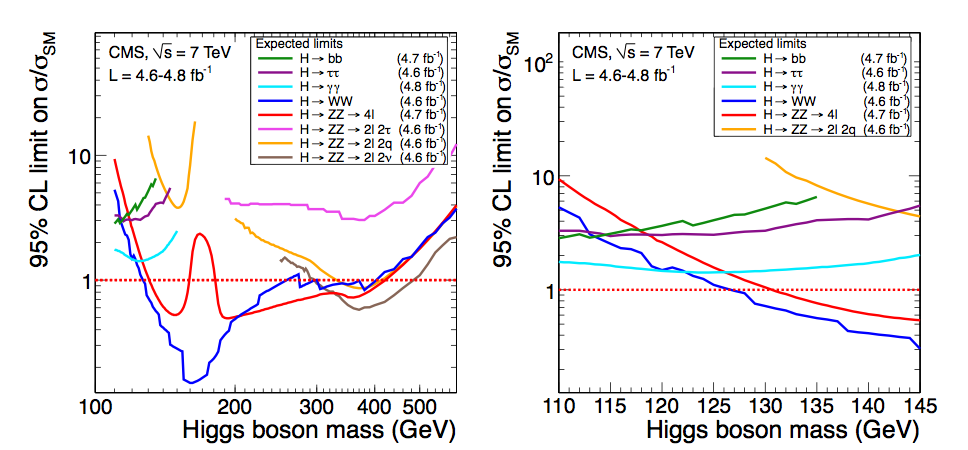 95% CL limit on σ/σSM
CMS, √s = 7 TeV
L = 4.6-4.8 fb-1
Expected limits
H → bb (4.7 fb-1)
H → ττ (4.6 fb-1)
H → γγ (4.8 fb-1)
H → WW (4.6 fb-1)
H → ZZ → 4l (4.7 fb-1)
H → ZZ → 2l 2τ (4.6 fb-1)
H → ZZ → 2l 2q (4.6 fb-1)
H → ZZ → 2l 2ν (4.6 fb-1)
10
1
100 200 300 400 500
Higgs boson mass (GeV)
95% CL limit on σ/σSM
CMS, √s = 7 TeV
L = 4.6-4.8 fb-1
Expected limits
H → bb (4.7 fb-1)
H → ττ (4.6 fb-1)
H → γγ (4.8 fb-1)
H → WW (4.6 fb-1)
H → ZZ → 4l (4.7 fb-1)
H → ZZ → 2l 2q (4.6 fb-1)
102
10
1
110 115 120 125 130 135 140 145
Higgs boson mass (GeV)